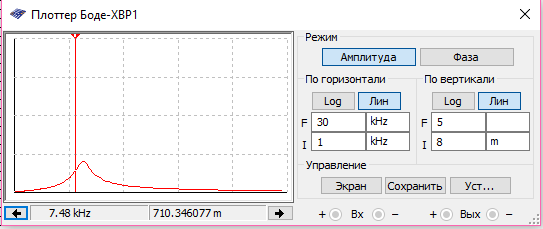 Плоттер Боде-XBP1
Режим
Амплитуда Фаза
По горизонтали По вертикали
Log Лин Log Лин
F 30 kHz F 5
I 1 kHz I 8 m
Управление
Экран Сохранить Уст...
7.48 kHz 710.346077 m
+ Вх − + Вых −